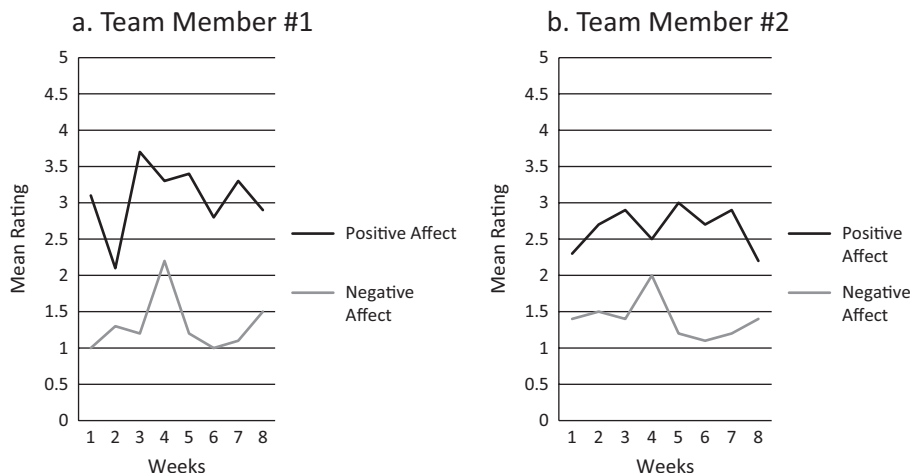 a. Team Member #1
5
4.5
4
3.5
3
2.5
2
1.5
1
0.5
0
Mean Rating
1 2 3 4 5 6 7 8
Weeks
Positive Affect
Negative
Affect
b. Team Member #2
5
4.5
4
3.5
3
2.5
2
1.5
1
0.5
0
Mean Rating
1 2 3 4 5 6 7 8
Weeks
Positive
Affect
Negative
Affect